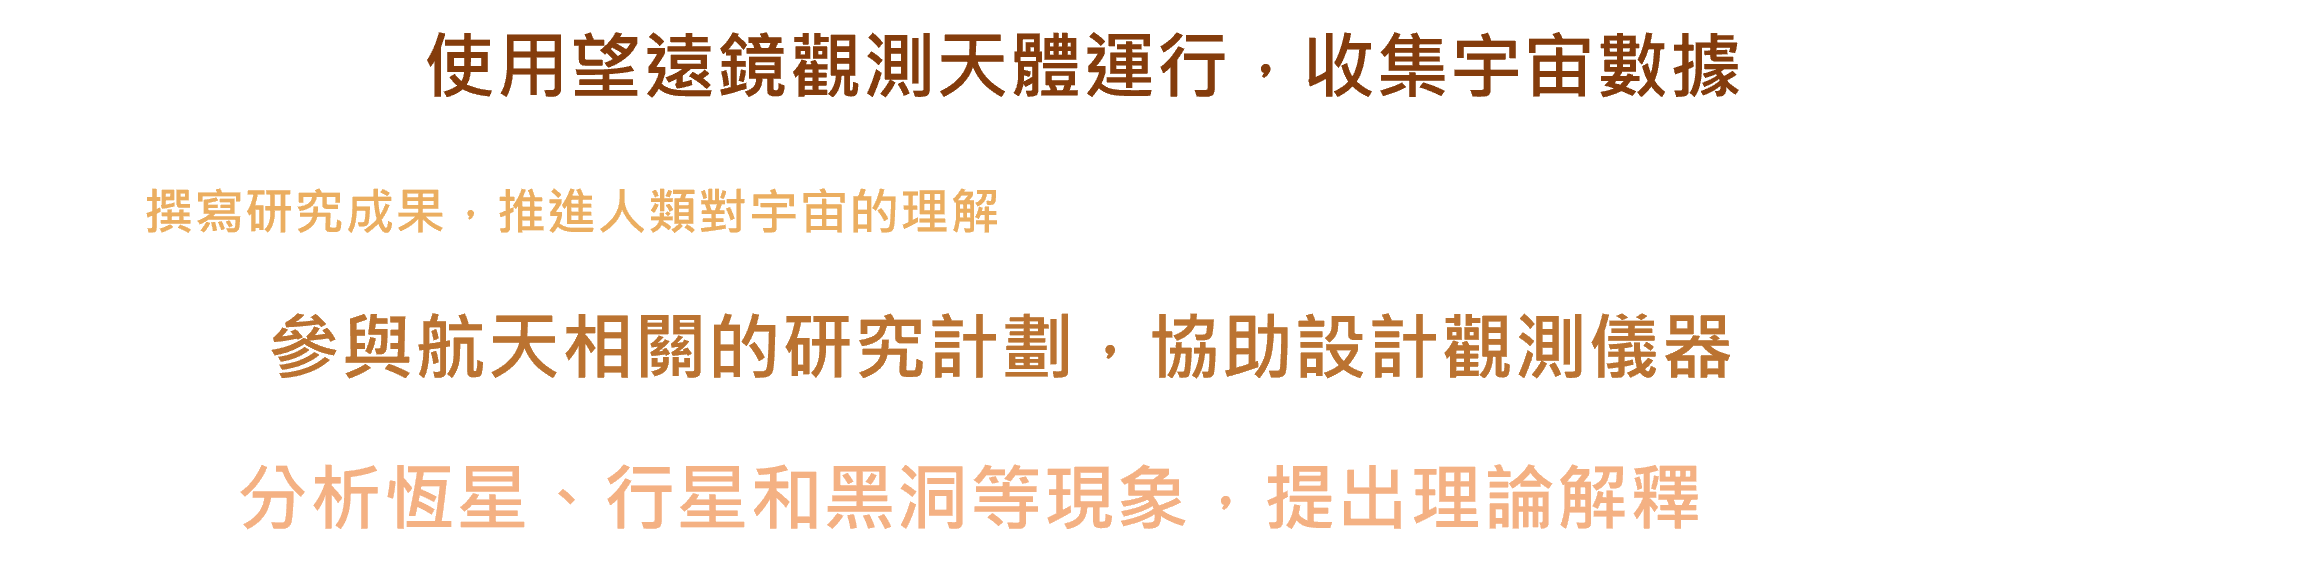 使用望遠鏡觀測天體運行，收集宇宙數據
撰寫研究成果，推進人類對宇宙的理解
參與航天相關的研究計劃，協助設計觀測儀器
分析恆星、行星和黑洞等現象，提出理論解釋